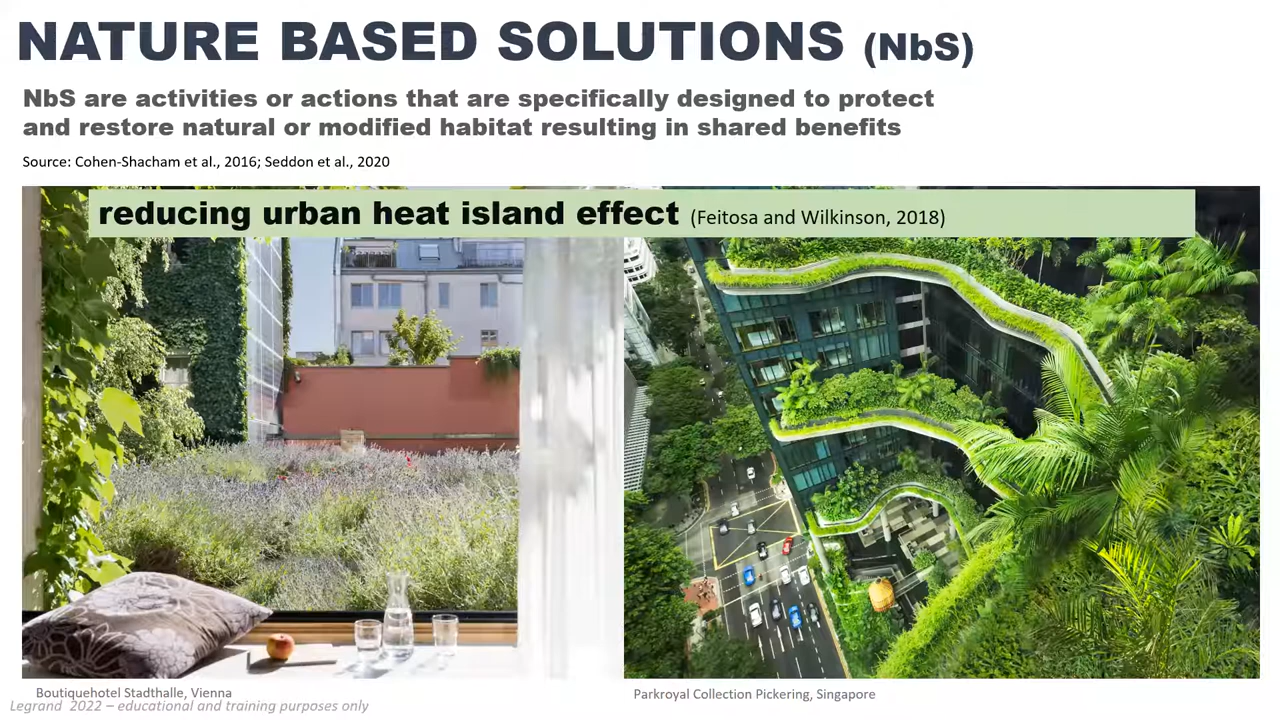 NATURE BASED SOLUTIONS (NbS)
NbS are activities or actions that are specifically designed to protect
and restore natural or modified habitat resulting in shared benefits
Source: Cohen-Shacham et al., 2016; Seddon et al., 2020
reducing urban heat island effect (Feitosa and Wilkinson, 2018)
Boutiquehotel Stadthalle, Vienna
Parkroyal Collection Pickering, Singapore
Legrand 2022 – educational and training purposes only